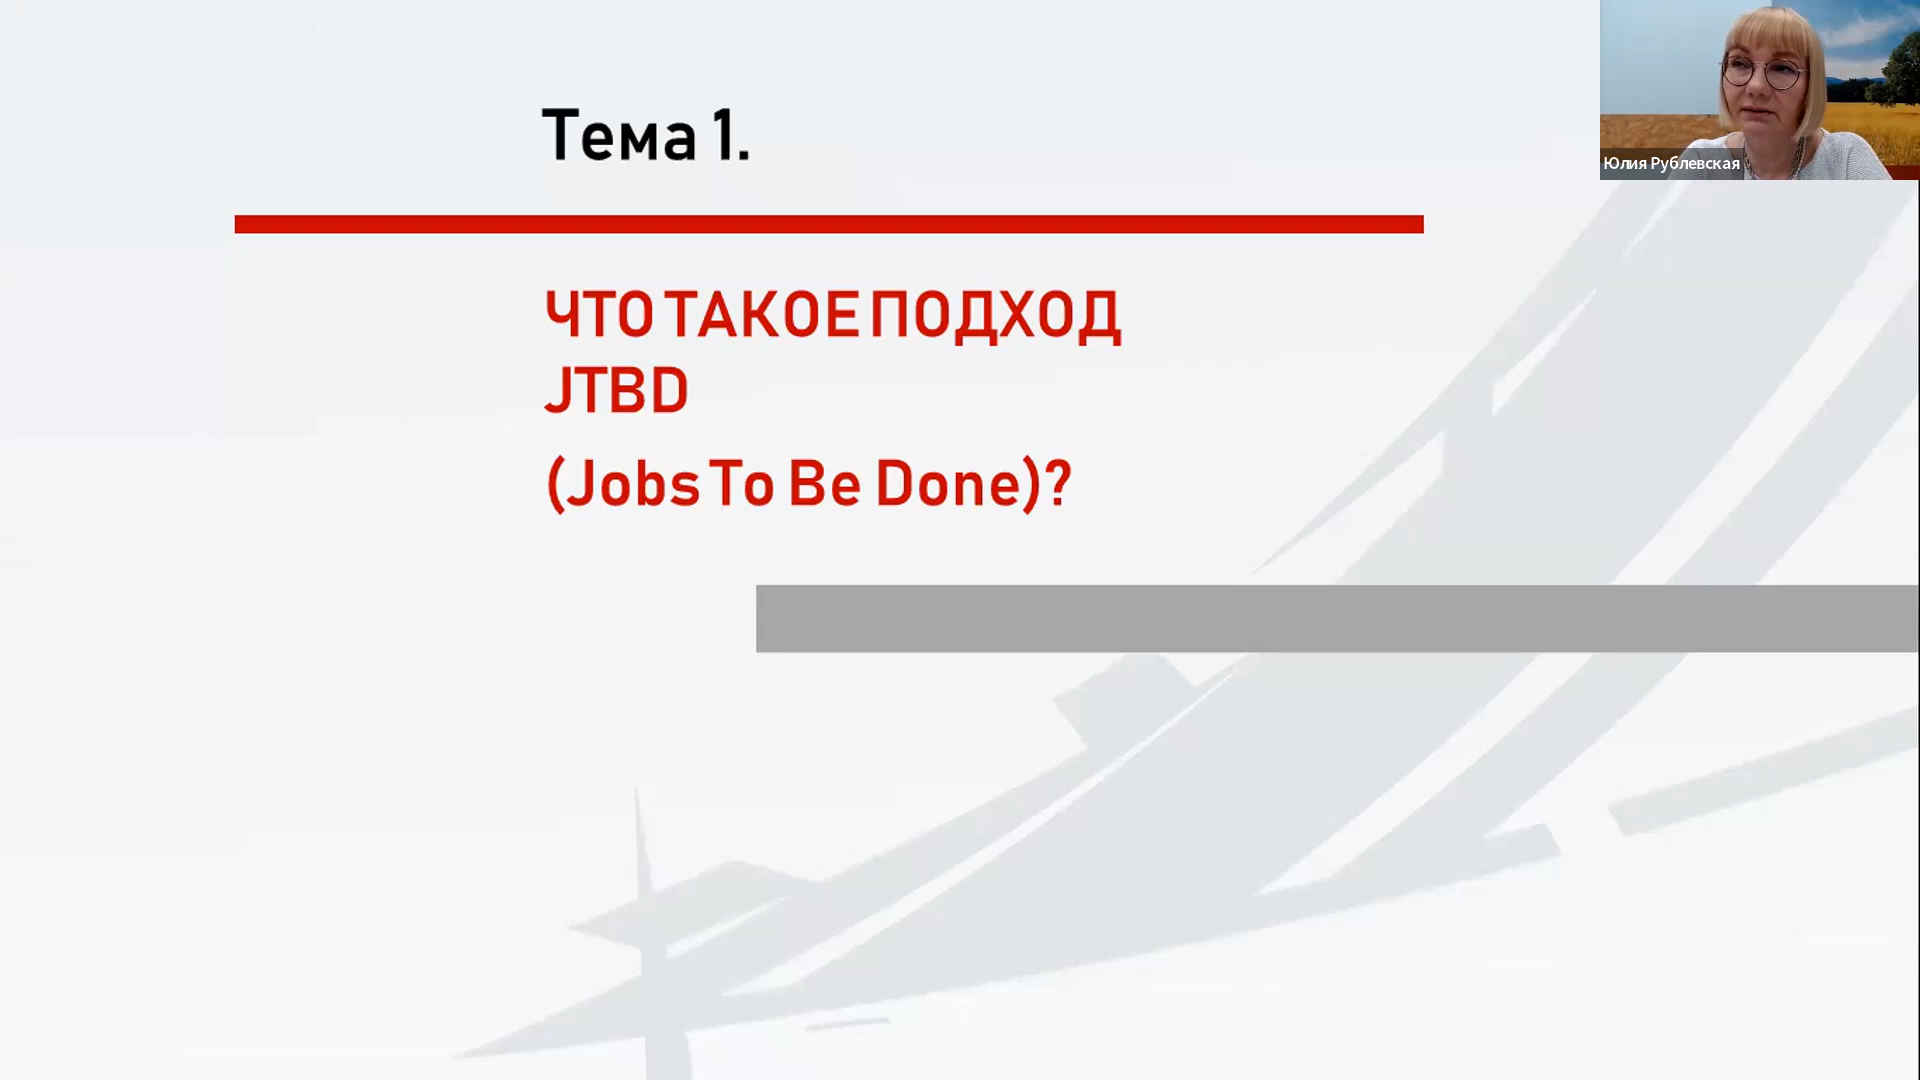 Тема 1.
ЧТО ТАКОЕ ПОДХОД
JTBD
(Jobs To Be Done)?
Юлия Рублевская